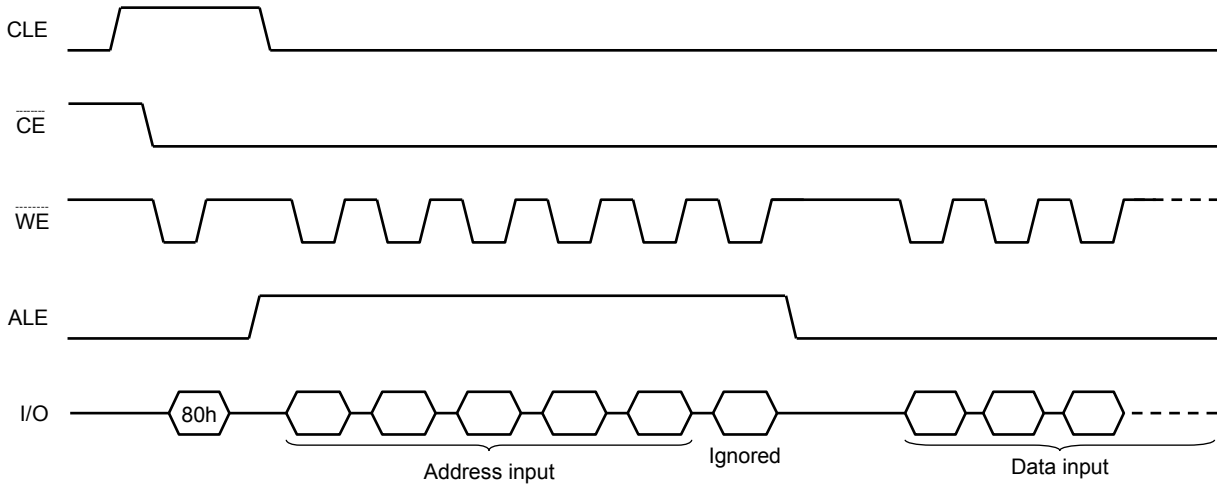 CLE
CE
WE
ALE
I/O
80h
Address input
Ignored
Data input